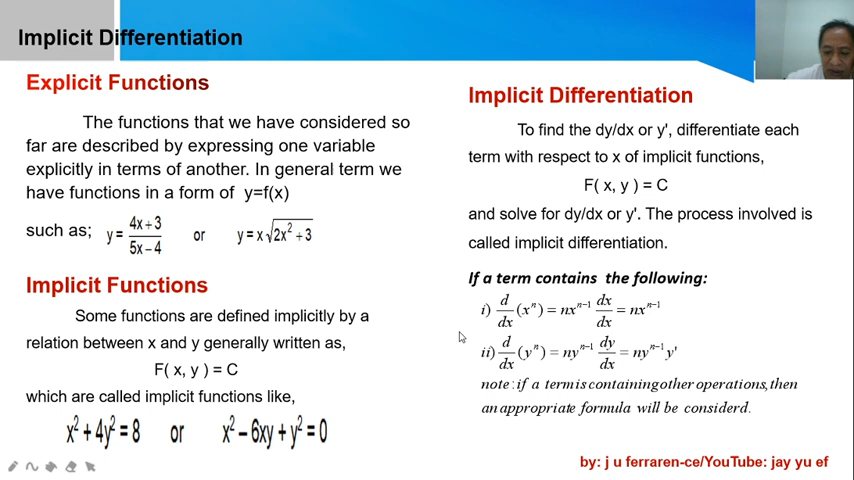 Implicit Differentiation
Explicit Functions
The functions that we have considered so
far are described by expressing one variable
explicitly in terms of another. In general term we
have functions in a form of y=f(x)
such as; y = (4x+3)/(5x−4) or y = x√(2x²+3)
Implicit Functions
Some functions are defined implicitly by a
relation between x and y generally written as,
F( x, y ) = C
which are called implicit functions like,
x² + 4y² = 8 or x² − 6xy + y² = 0
Implicit Differentiation
To find the dy/dx or y', differentiate each
term with respect to x of implicit functions,
F( x, y ) = C
and solve for dy/dx or y'. The process involved is
called implicit differentiation.
If a term contains the following:
i) d/dx (xⁿ) = nxⁿ⁻¹ dx/dx = nxⁿ⁻¹
ii) d/dx (yⁿ) = nyⁿ⁻¹ dy/dx = nyⁿ⁻¹ y'
note : if a term is containing other operations, then
an appropriate formula will be considerd.
by: j u ferraren-ce/YouTube: jay yu ef